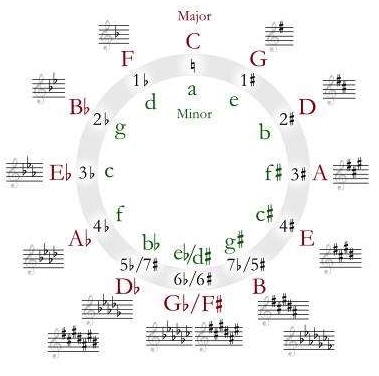 Major
C
F
G
♮
1♭
1♯
a
d
e
B♭
D
Minor
2♭
2♯
g
b
E♭
3♭
c
f♯
3♯
A
f
c♯
A♭
4♭
4♯
E
b♭
e♭/d♯
g♯
5♭/7♯
6♭/6♯
7♭/5♯
D♭
G♭/F♯
B